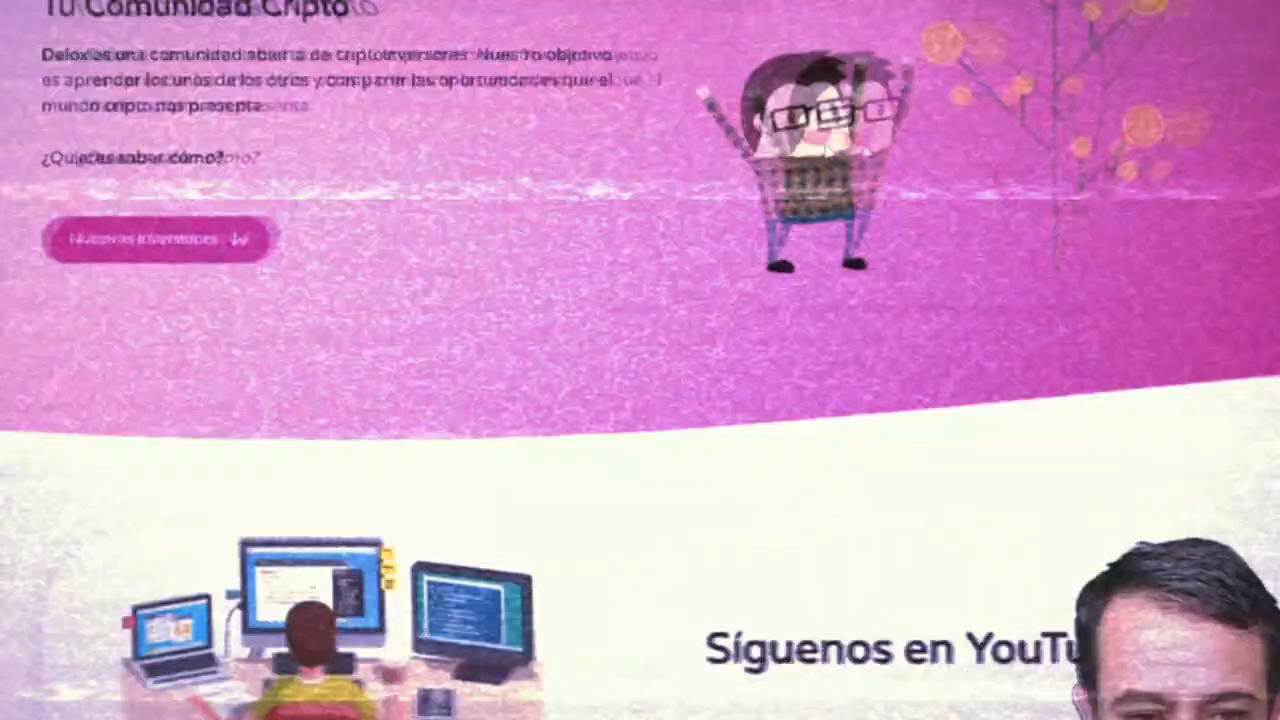 Tu Comunidad Cripto
Delox es una comunidad abierta de criptoinversores. Nuestro objetivo
es aprender los unos de los otros y compartir las oportunidades que el
mundo cripto nos presenta.
¿Quieres saber cómo?
Síguenos en YouTu